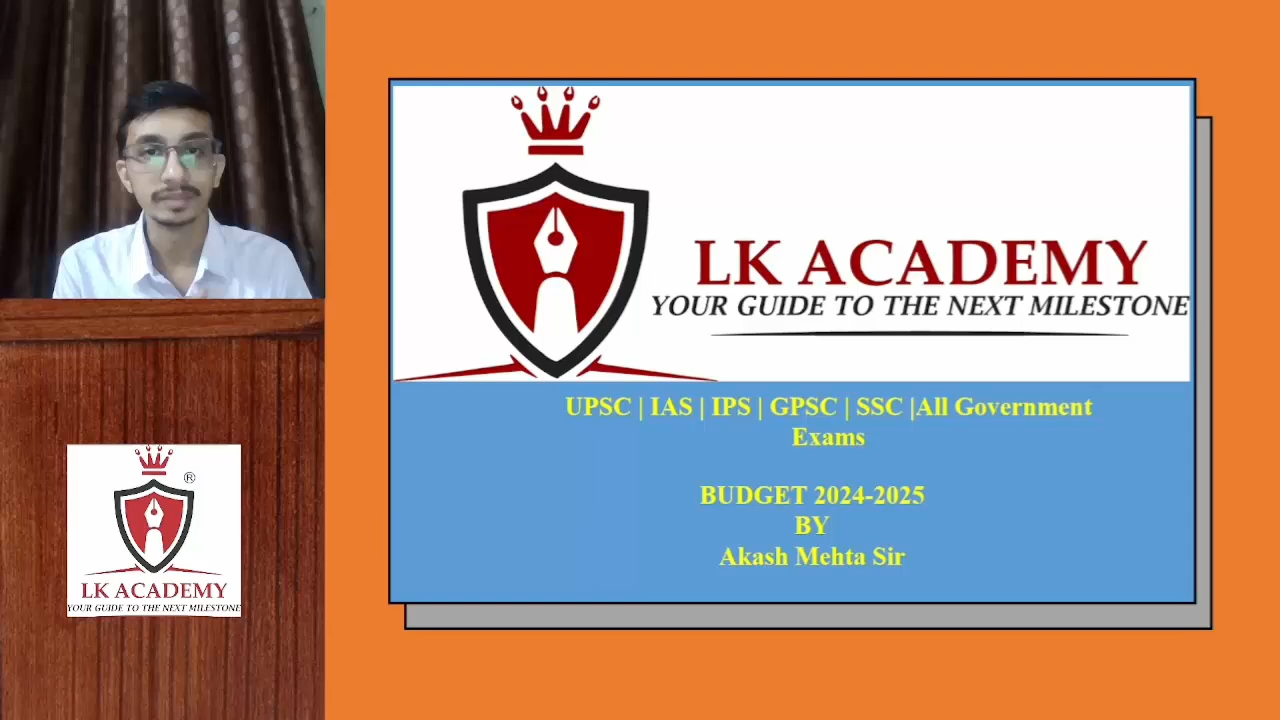 LK ACADEMY
YOUR GUIDE TO THE NEXT MILESTONE
UPSC | IAS | IPS | GPSC | SSC |All Government
Exams
BUDGET 2024-2025
BY
Akash Mehta Sir
®
LK ACADEMY
YOUR GUIDE TO THE NEXT MILESTONE